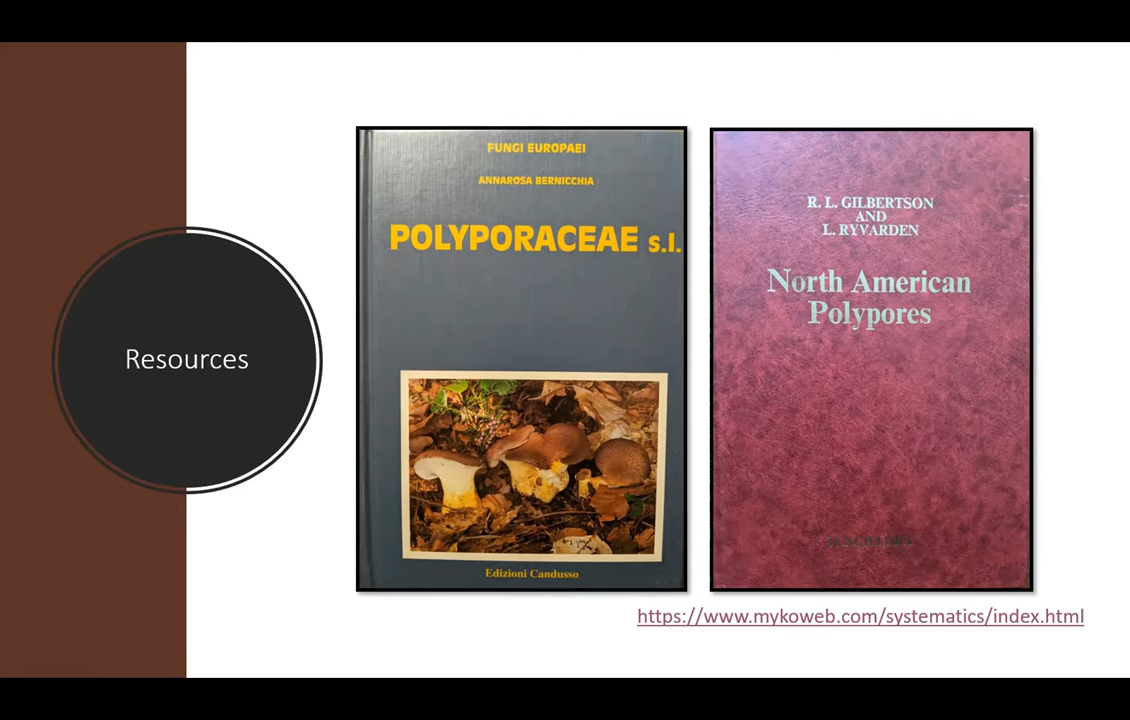 Resources
FUNGI EUROPAEI
ANNAROSA BERNICCHIA
POLYPORACEAE s.l.
Edizioni Candusso
R. L. GILBERTSON
AND
L. RYVARDEN
North American
Polypores
https://www.mykoweb.com/systematics/index.html